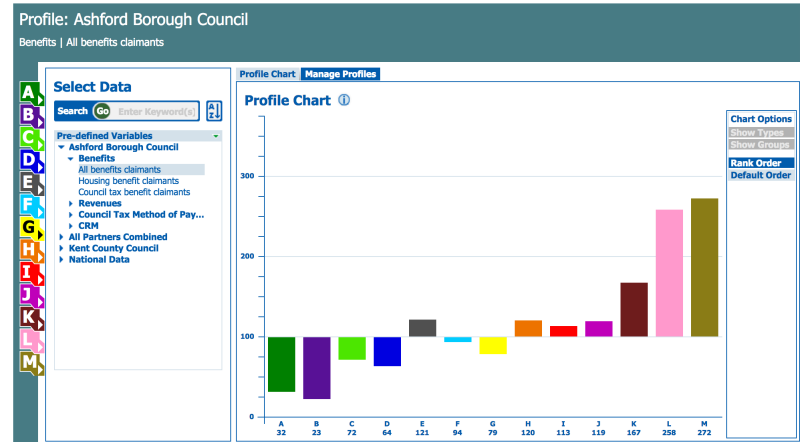 Profile: Ashford Borough Council
Benefits | All benefits claimants
Profile Chart Manage Profiles
A
B
C
D
E
F
G
H
I
J
K
L
M
Select Data
Search Go Enter Keyword(s) A Z
Pre-defined Variables
Ashford Borough Council
Benefits
All benefits claimants
Housing benefit claimants
Council tax benefit claimants
Revenues
Council Tax Method of Pay...
CRM
All Partners Combined
Kent County Council
National Data
Profile Chart i
300
200
100
0
A B C D E F G H I J K L M
32 23 72 64 121 94 79 120 113 119 167 258 272
Chart Options
Show Types
Show Groups
Rank Order
Default Order